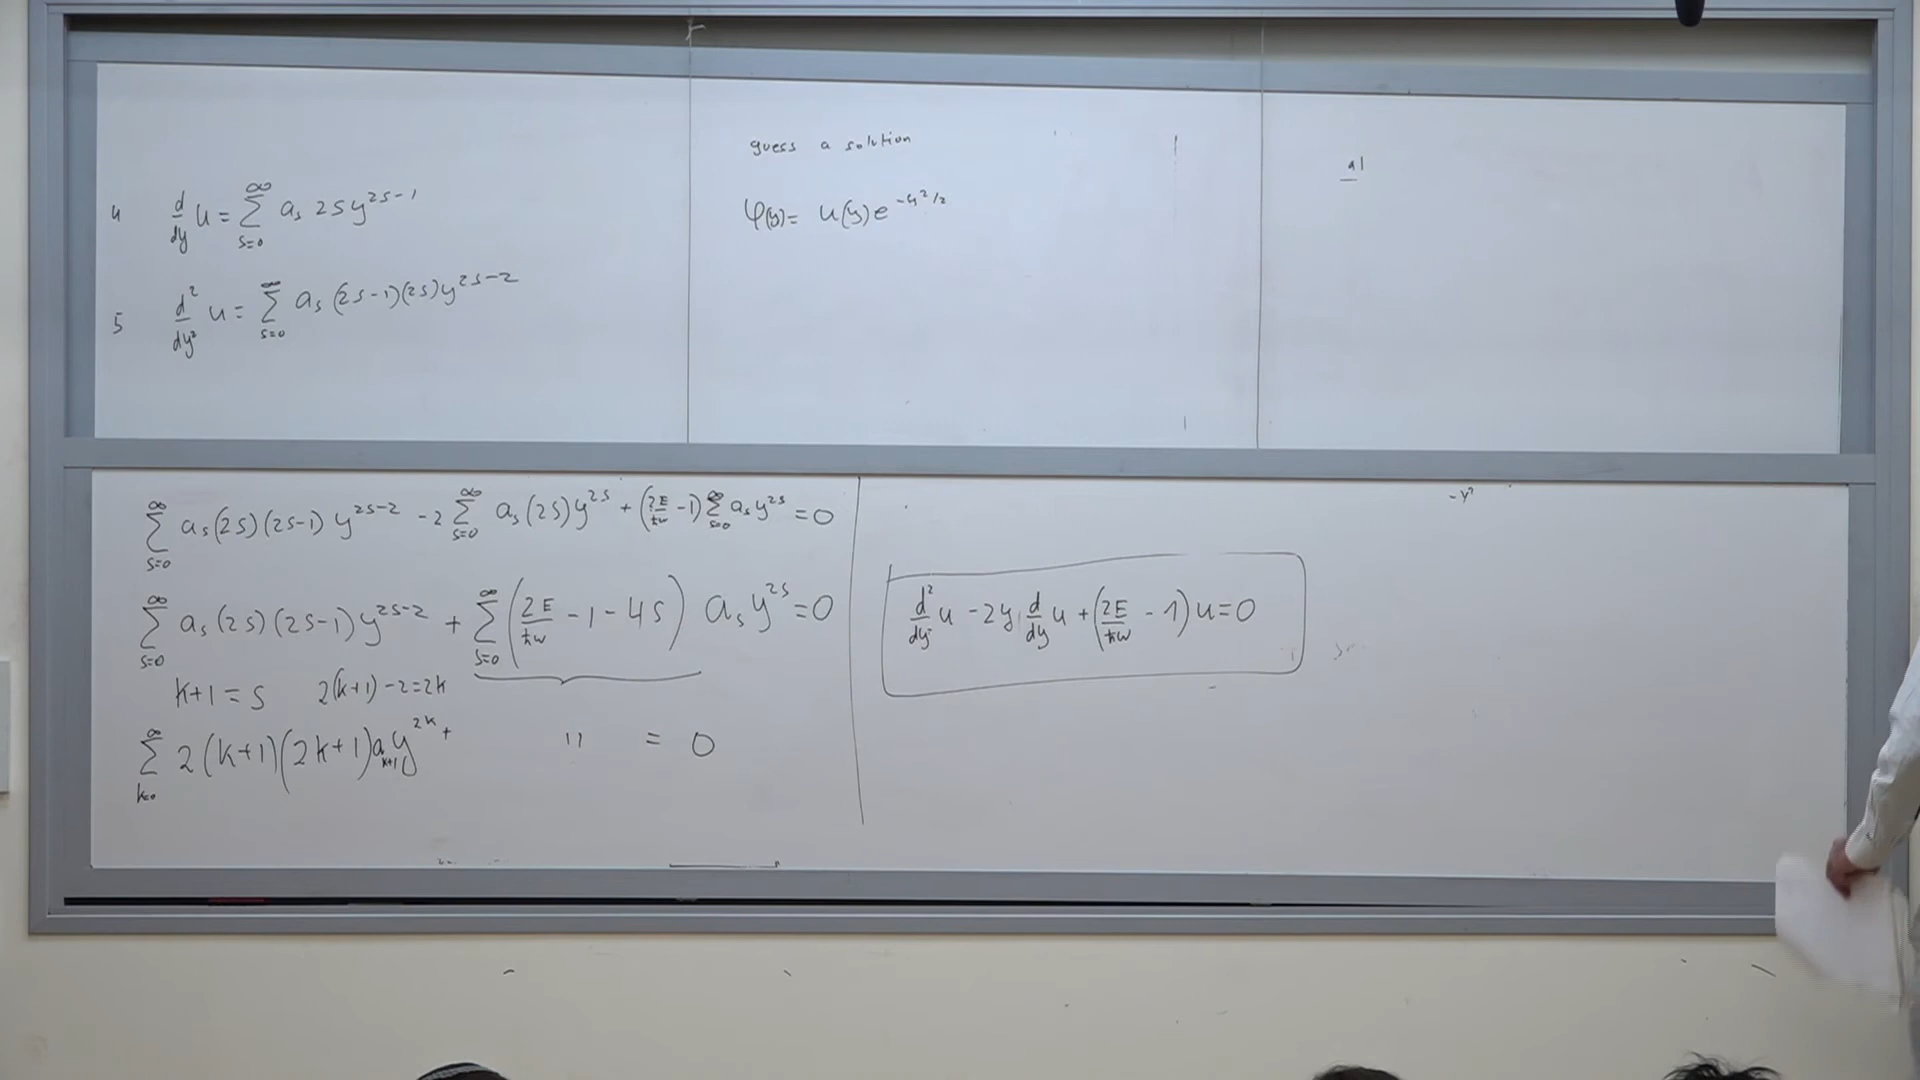 4 d/dy u = ∑_{s=0}^{∞} a_s 2s y^{2s-1}
5 d²/dy² u = ∑_{s=0}^{∞} a_s (2s-1)(2s) y^{2s-2}
guess a solution
φ(y) = u(y) e^{-y²/2}
a1
∑_{s=0}^{∞} a_s (2s)(2s-1) y^{2s-2} - 2 ∑_{s=0}^{∞} a_s (2s) y^{2s} + (2E/ħω - 1) ∑_{s=0}^{∞} a_s y^{2s} = 0
∑_{s=0}^{∞} a_s (2s)(2s-1) y^{2s-2} + ∑_{s=0}^{∞} (2E/ħω - 1 - 4s) a_s y^{2s} = 0
k+1 = s 2(k+1) - 2 = 2k
∑_{k=0}^{∞} 2(k+1)(2k+1) a_{k+1} y^{2k} + " = 0
-y²
d²/dy² u - 2y d/dy u + (2E/ħω - 1) u = 0